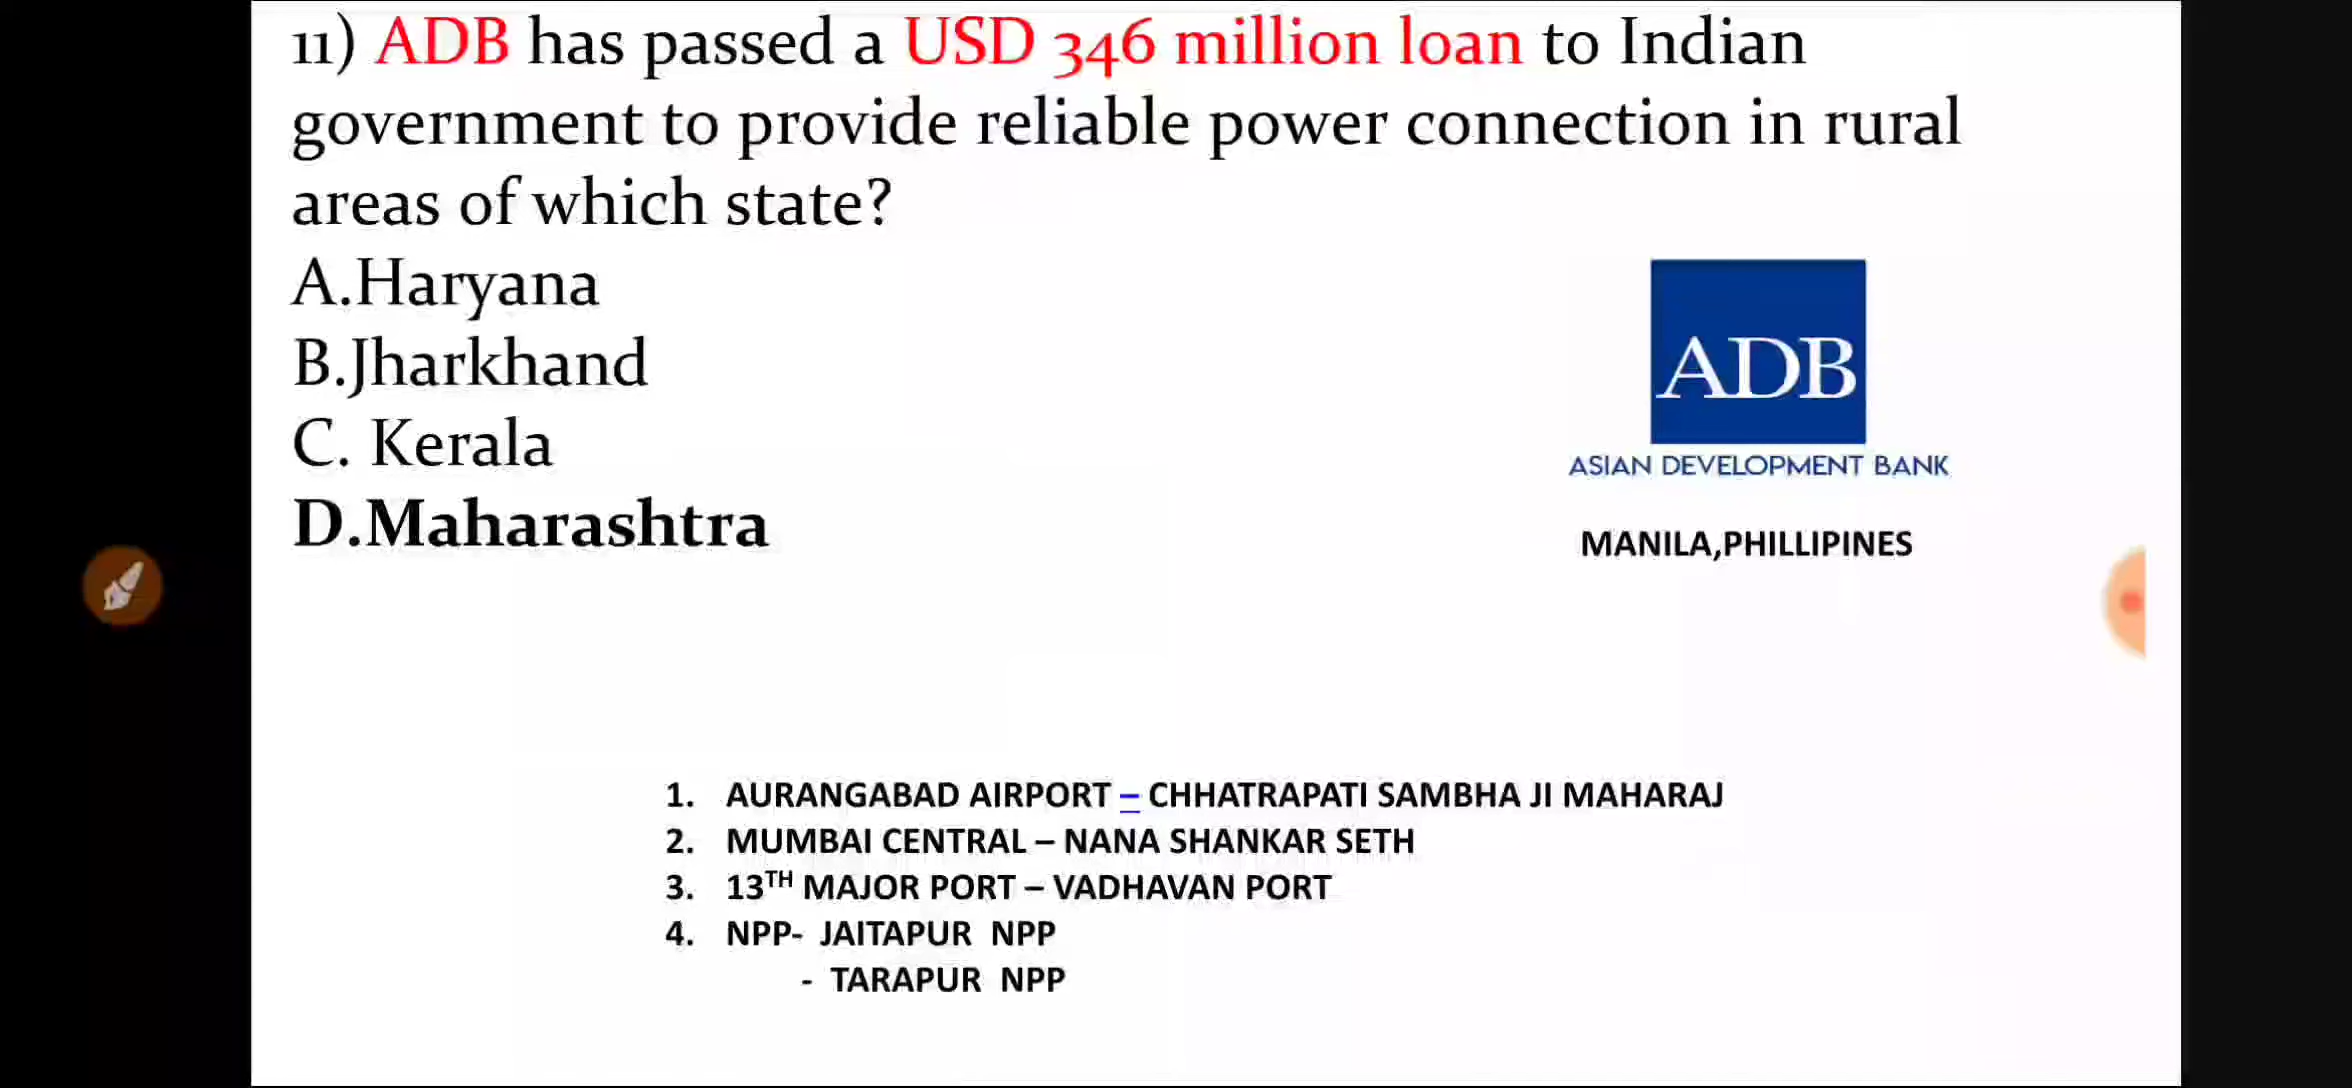 11) ADB has passed a USD 346 million loan to Indian
government to provide reliable power connection in rural
areas of which state?
A.Haryana
B.Jharkhand
C. Kerala
D.Maharashtra
ADB
ASIAN DEVELOPMENT BANK
MANILA,PHILLIPINES
1. AURANGABAD AIRPORT – CHHATRAPATI SAMBHA JI MAHARAJ
2. MUMBAI CENTRAL – NANA SHANKAR SETH
3. 13TH MAJOR PORT – VADHAVAN PORT
4. NPP- JAITAPUR NPP
- TARAPUR NPP